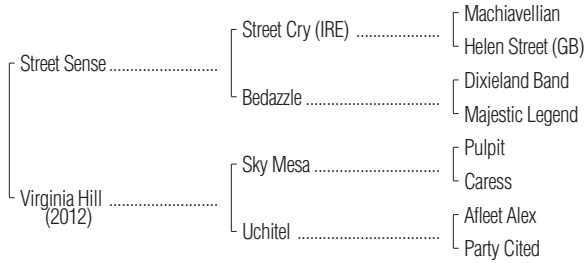 Machiavellian
Street Cry (IRE) ....................
Helen Street (GB)
Street Sense ..........................
Dixieland Band
Bedazzle ................................
Majestic Legend
Pulpit
Sky Mesa ...............................
Caress
Virginia Hill ..........................
(2012)
Afleet Alex
Uchitel ...................................
Party Cited